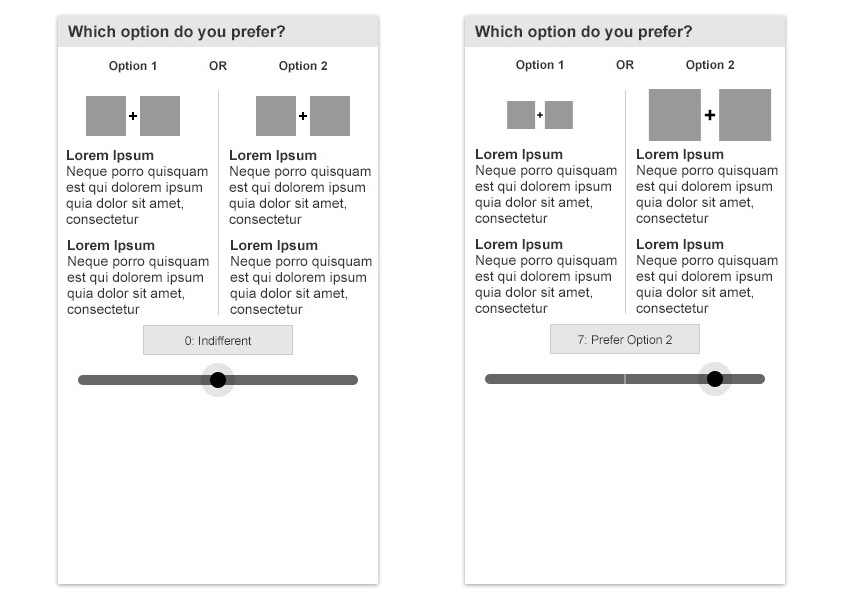 Which option do you prefer?
Option 1 OR Option 2
+ +
Lorem Ipsum
Neque porro quisquam
est qui dolorem ipsum
quia dolor sit amet,
consectetur
Lorem Ipsum
Neque porro quisquam
est qui dolorem ipsum
quia dolor sit amet,
consectetur
Lorem Ipsum
Neque porro quisquam
est qui dolorem ipsum
quia dolor sit amet,
consectetur
Lorem Ipsum
Neque porro quisquam
est qui dolorem ipsum
quia dolor sit amet,
consectetur
0: Indifferent
Which option do you prefer?
Option 1 OR Option 2
+ +
Lorem Ipsum
Neque porro quisquam
est qui dolorem ipsum
quia dolor sit amet,
consectetur
Lorem Ipsum
Neque porro quisquam
est qui dolorem ipsum
quia dolor sit amet,
consectetur
Lorem Ipsum
Neque porro quisquam
est qui dolorem ipsum
quia dolor sit amet,
consectetur
Lorem Ipsum
Neque porro quisquam
est qui dolorem ipsum
quia dolor sit amet,
consectetur
7: Prefer Option 2